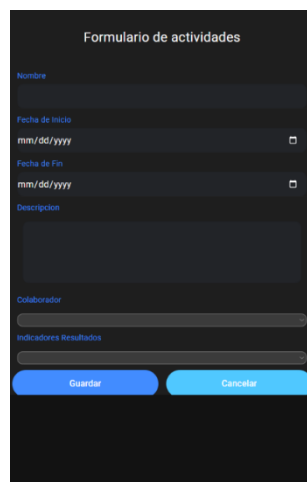 Formulario de actividades
Nombre
Fecha de Inicio
mm/dd/yyyy
Fecha de Fin
mm/dd/yyyy
Descripcion
Colaborador
Indicadores Resultados
Guardar Cancelar